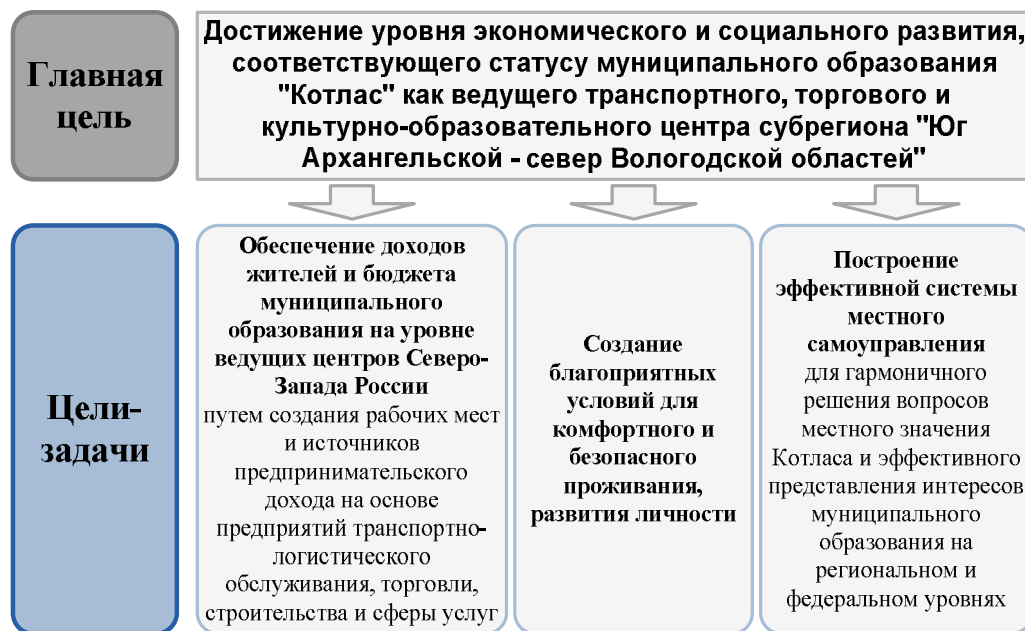 Главная
цель
Достижение уровня экономического и социального развития,
соответствующего статусу муниципального образования
"Котлас" как ведущего транспортного, торгового и
культурно-образовательного центра субрегиона "Юг
Архангельской - север Вологодской областей"
Цели-
задачи
Обеспечение доходов
жителей и бюджета
муниципального
образования на уровне
ведущих центров Северо-
Запада России
путем создания рабочих мест
и источников
предпринимательского
дохода на основе
предприятий транспортно-
логистического
обслуживания, торговли,
строительства и сферы услуг
Создание
благоприятных
условий для
комфортного и
безопасного
проживания,
развития личности
Построение
эффективной системы
местного
самоуправления
для гармоничного
решения вопросов
местного значения
Котласа и эффективного
представления интересов
муниципального
образования на
региональном и
федеральном уровнях